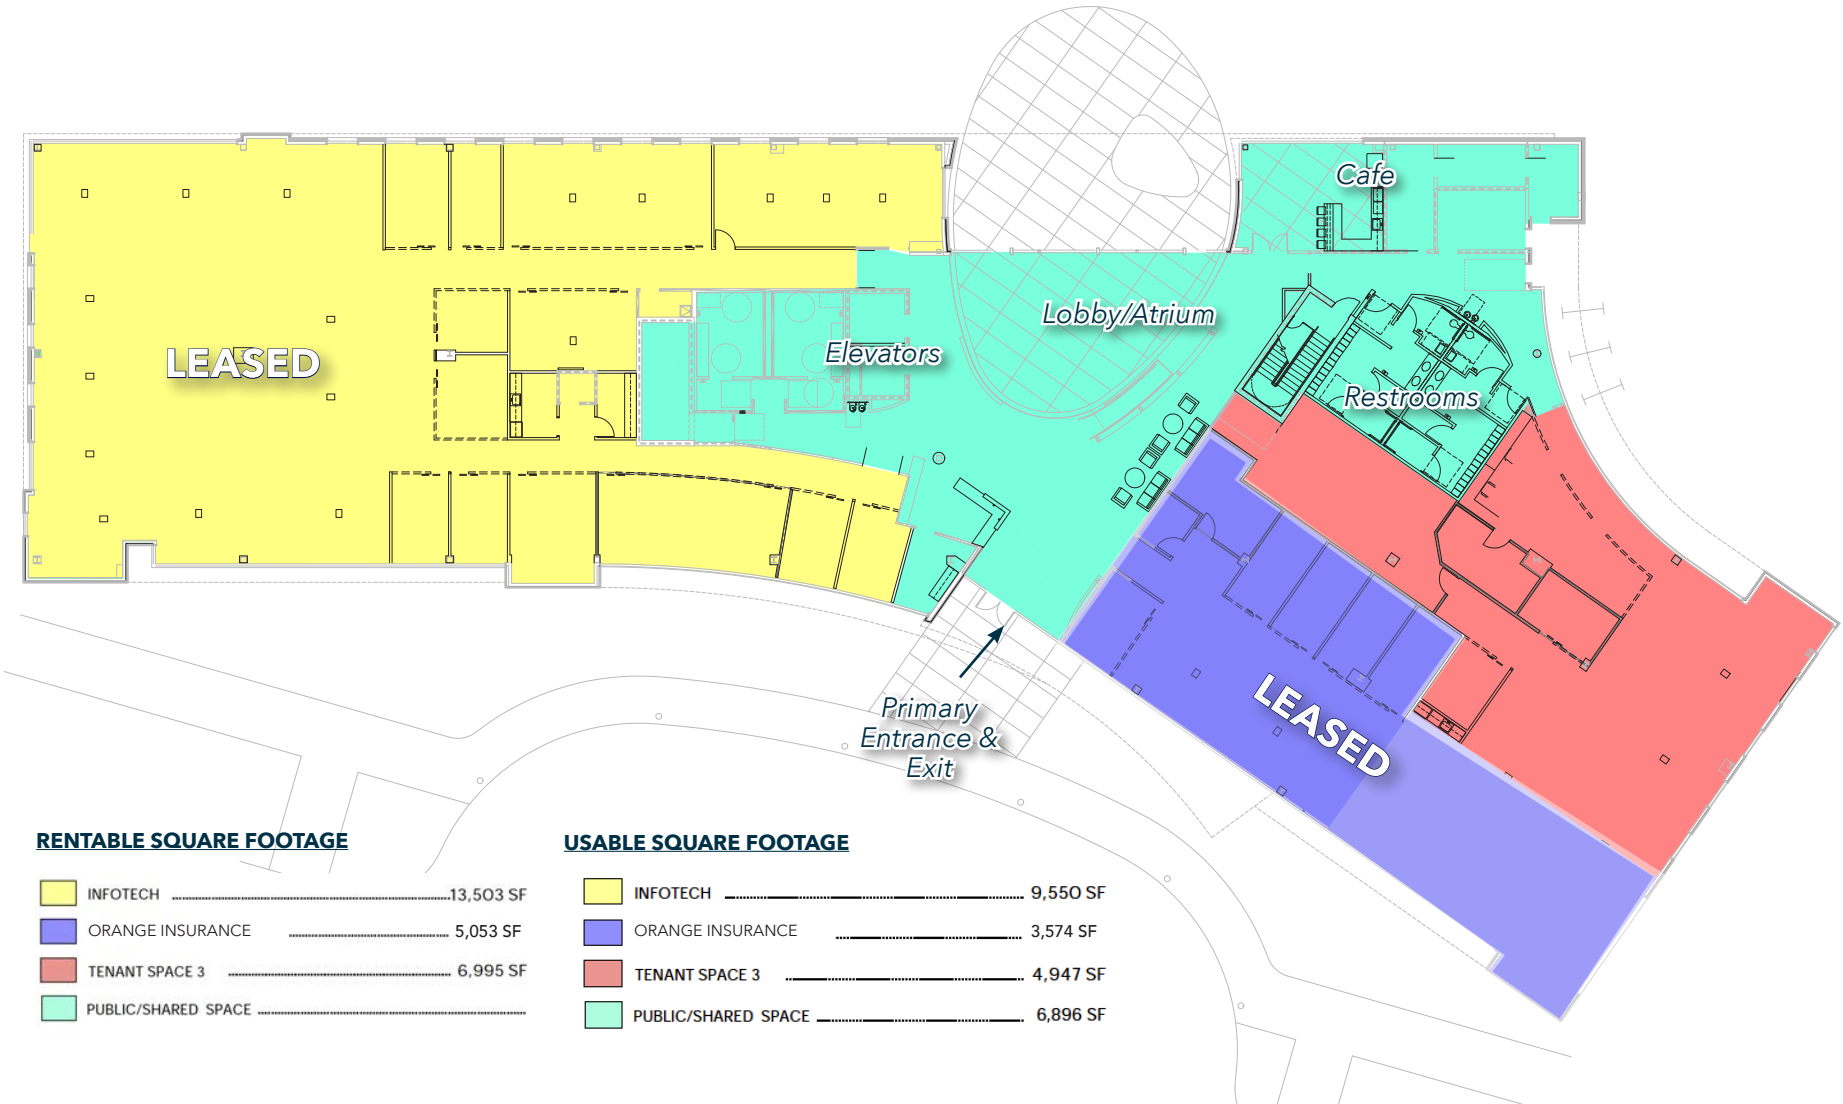 Cafe
Lobby/Atrium
Elevators
LEASED
Restrooms
LEASED
Primary
Entrance &
Exit
RENTABLE SQUARE FOOTAGE
INFOTECH 13,503 SF
ORANGE INSURANCE 5,053 SF
TENANT SPACE 3 6,995 SF
PUBLIC/SHARED SPACE
USABLE SQUARE FOOTAGE
INFOTECH 9,550 SF
ORANGE INSURANCE 3,574 SF
TENANT SPACE 3 4,947 SF
PUBLIC/SHARED SPACE 6,896 SF